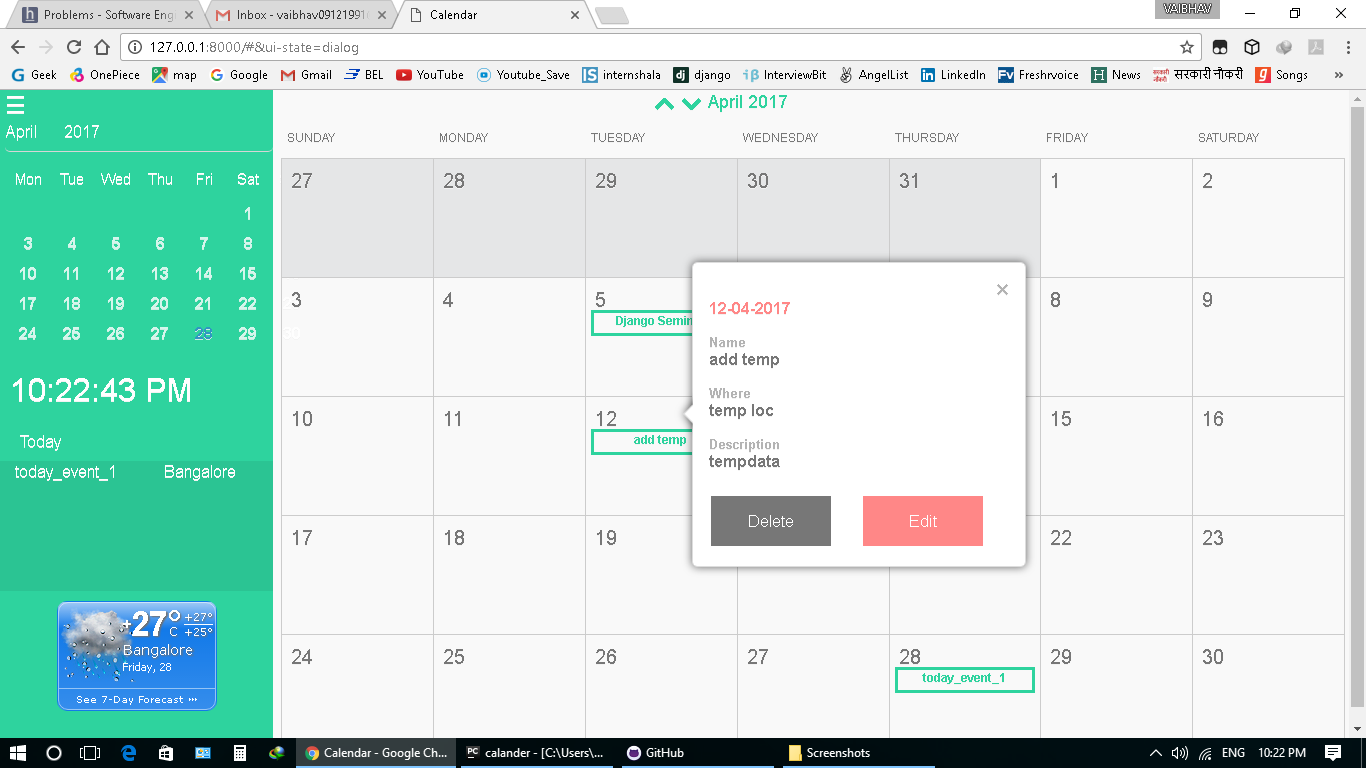 Problems - Software Eng
Inbox - vaibhav09121991
Calendar
VAIBHAV
127.0.0.1:8000/#&ui-state=dialog
Geek OnePiece map Google Gmail BEL YouTube Youtube_Save internshala django InterviewBit AngelList LinkedIn Freshrvoice News सरकारी नौकरी Songs »
April 2017
Mon Tue Wed Thu Fri Sat
1
3 4 5 6 7 8
10 11 12 13 14 15
17 18 19 20 21 22
24 25 26 27 28 29 30
10:22:43 PM
Today
today_event_1 Bangalore
+27° C +27° +25°
Bangalore
Friday, 28
See 7-Day Forecast
April 2017
SUNDAY MONDAY TUESDAY WEDNESDAY THURSDAY FRIDAY SATURDAY
27 28 29 30 31 1 2
3 4 5 8 9
Django Semin
10 11 12 15 16
add temp
17 18 19 22 23
24 25 26 27 28 29 30
today_event_1
×
12-04-2017
Name
add temp
Where
temp loc
Description
tempdata
Delete Edit
Calendar - Google Ch... calander - [C:\Users\... GitHub Screenshots ENG 10:22 PM